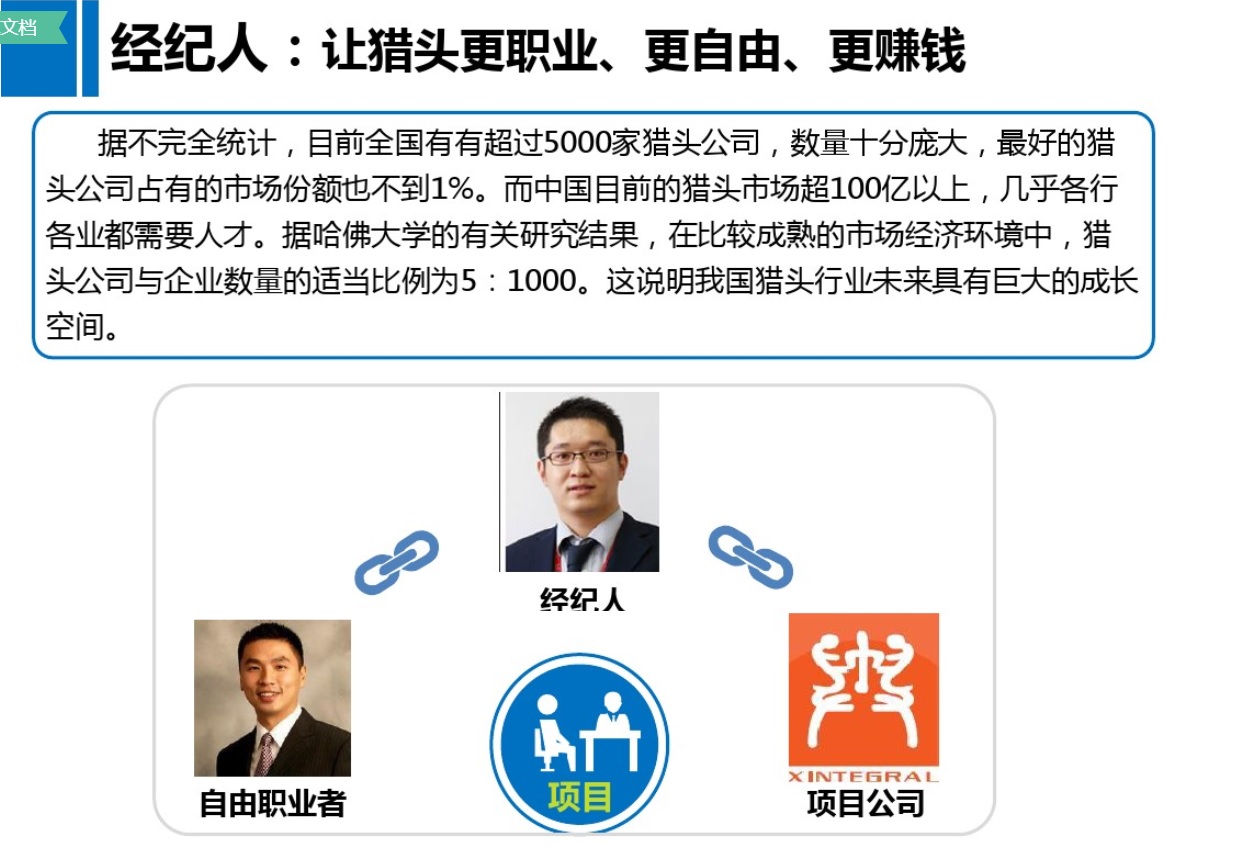 文档
经纪人：让猎头更职业、更自由、更赚钱
据不完全统计，目前全国有有超过5000家猎头公司，数量十分庞大，最好的猎
头公司占有的市场份额也不到1%。而中国目前的猎头市场超100亿以上，几乎各行
各业都需要人才。据哈佛大学的有关研究结果，在比较成熟的市场经济环境中，猎
头公司与企业数量的适当比例为5：1000。这说明我国猎头行业未来具有巨大的成长
空间。
经纪人
自由职业者
项目
XINTEGRAL
项目公司